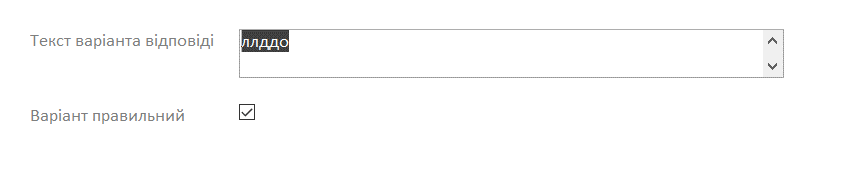 Текст варіанта відповіді
ллддо
Варіант правильний